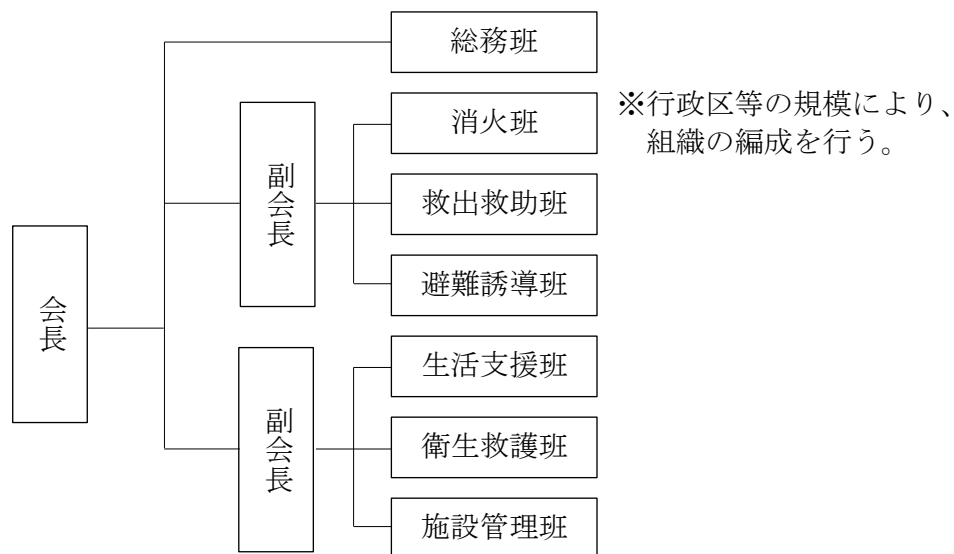 総務班
消火班
※行政区等の規模により、
組織の編成を行う。
副会長
救出救助班
避難誘導班
会長
生活支援班
副会長
衛生救護班
施設管理班